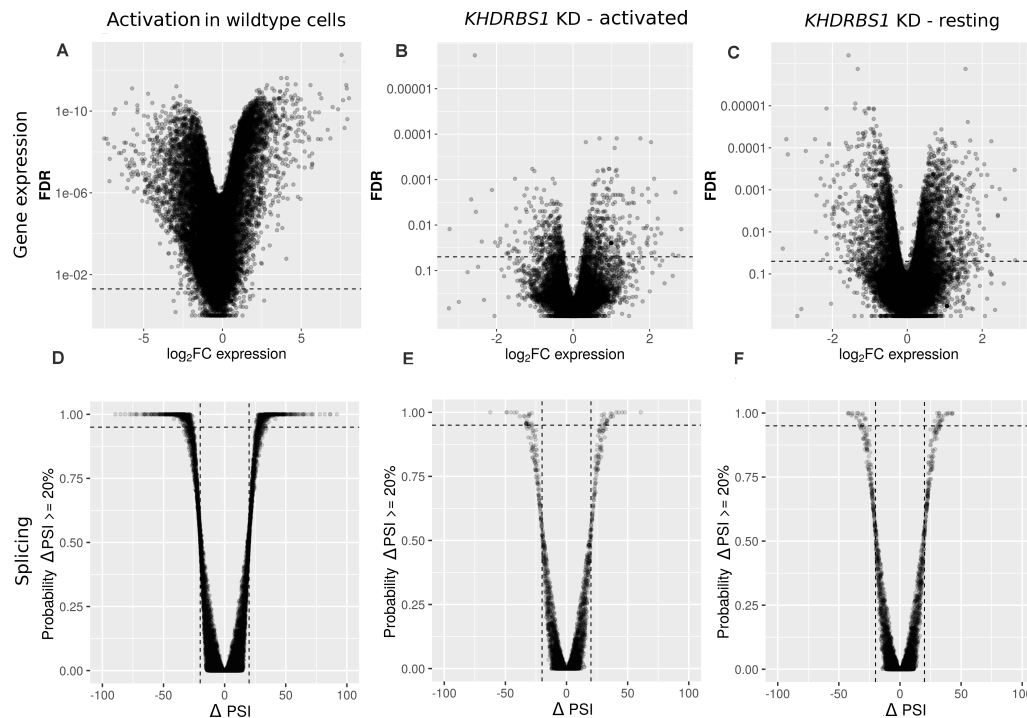 Activation in wildtype cells
KHDRBS1 KD - activated
KHDRBS1 KD - resting
A
B
C
Gene expression
FDR
1e-10
1e-06
1e-02
-5
0
5
log2FC expression
FDR
0.00001
0.0001
0.001
0.01
0.1
-2
0
2
log2FC expression
FDR
0.00001
0.0001
0.001
0.01
0.1
-2
0
2
log2FC expression
D
E
F
Splicing
Probability Δ PSI >= 20%
1.00
0.75
0.50
0.25
0.00
-100
-50
0
50
100
Δ PSI
Probability Δ PSI >= 20%
1.00
0.75
0.50
0.25
0.00
-100
-50
0
50
100
Δ PSI
Probability Δ PSI >= 20%
1.00
0.75
0.50
0.25
0.00
-100
-50
0
50
Δ PSI